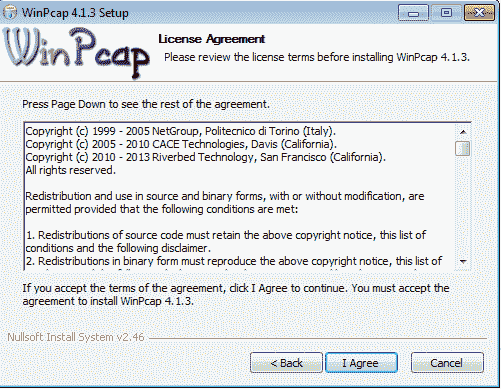 WinPcap 4.1.3 Setup
WinPcap
License Agreement
Please review the license terms before installing WinPcap 4.1.3.
Press Page Down to see the rest of the agreement.
Copyright (c) 1999 - 2005 NetGroup, Politecnico di Torino (Italy).
Copyright (c) 2005 - 2010 CACE Technologies, Davis (California).
Copyright (c) 2010 - 2013 Riverbed Technology, San Francisco (California).
All rights reserved.
Redistribution and use in source and binary forms, with or without modification, are
permitted provided that the following conditions are met:
1. Redistributions of source code must retain the above copyright notice, this list of
conditions and the following disclaimer.
2. Redistributions in binary form must reproduce the above copyright notice, this list of
If you accept the terms of the agreement, click I Agree to continue. You must accept the
agreement to install WinPcap 4.1.3.
Nullsoft Install System v2.46
< Back
I Agree
Cancel